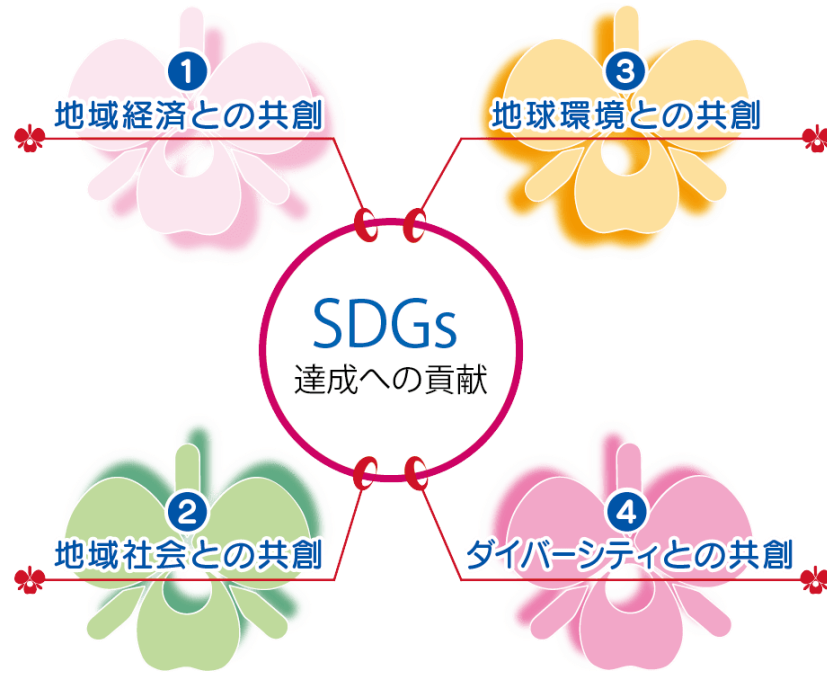 1
地域経済との共創
2
地域社会との共創
3
地球環境との共創
4
ダイバーシティとの共創
SDGs
達成への貢献